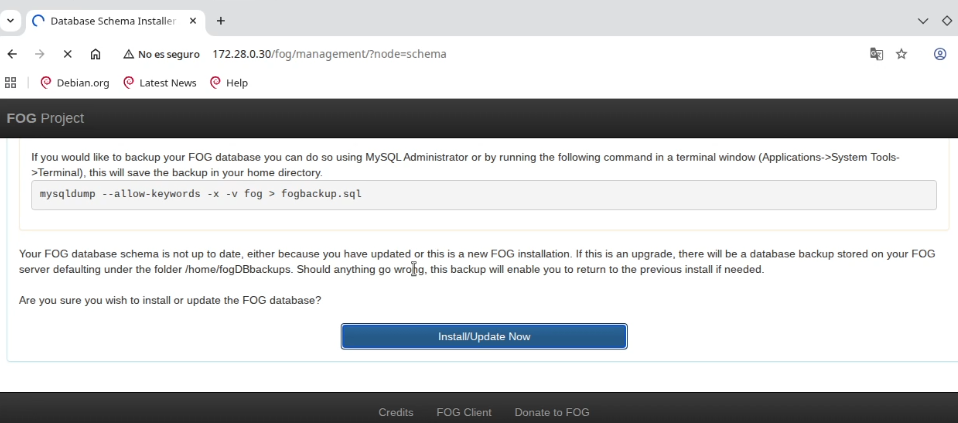 Database Schema Installer
No es seguro 172.28.0.30/fog/management/?node=schema
Debian.org Latest News Help
FOG Project
If you would like to backup your FOG database you can do so using MySQL Administrator or by running the following command in a terminal window (Applications->System Tools-
>Terminal), this will save the backup in your home directory.
mysqldump --allow-keywords -x -v fog > fogbackup.sql
Your FOG database schema is not up to date, either because you have updated or this is a new FOG installation. If this is an upgrade, there will be a database backup stored on your FOG
server defaulting under the folder /home/fogDBbackups. Should anything go wrong, this backup will enable you to return to the previous install if needed.
Are you sure you wish to install or update the FOG database?
Install/Update Now
Credits FOG Client Donate to FOG